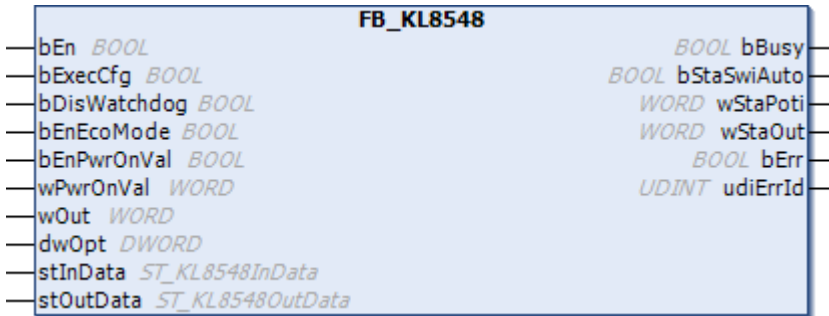 FB_KL8548
bEn BOOL BOOL bBusy
bExecCfg BOOL BOOL bStaSwiAuto
bDisWatchdog BOOL WORD wStaPoti
bEnEcoMode BOOL WORD wStaOut
bEnPwrOnVal BOOL BOOL bErr
wPwrOnVal WORD UDINT udiErrId
wOut WORD
dwOpt DWORD
stInData ST_KL8548InData
stOutData ST_KL8548OutData